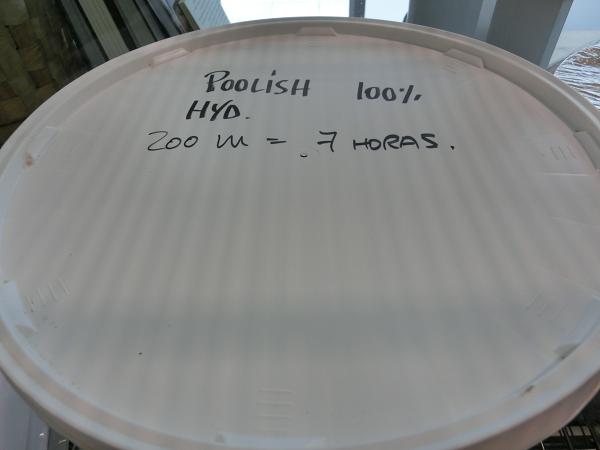 POOLISH 100%
HYD.
200 M = .7 HORAS.